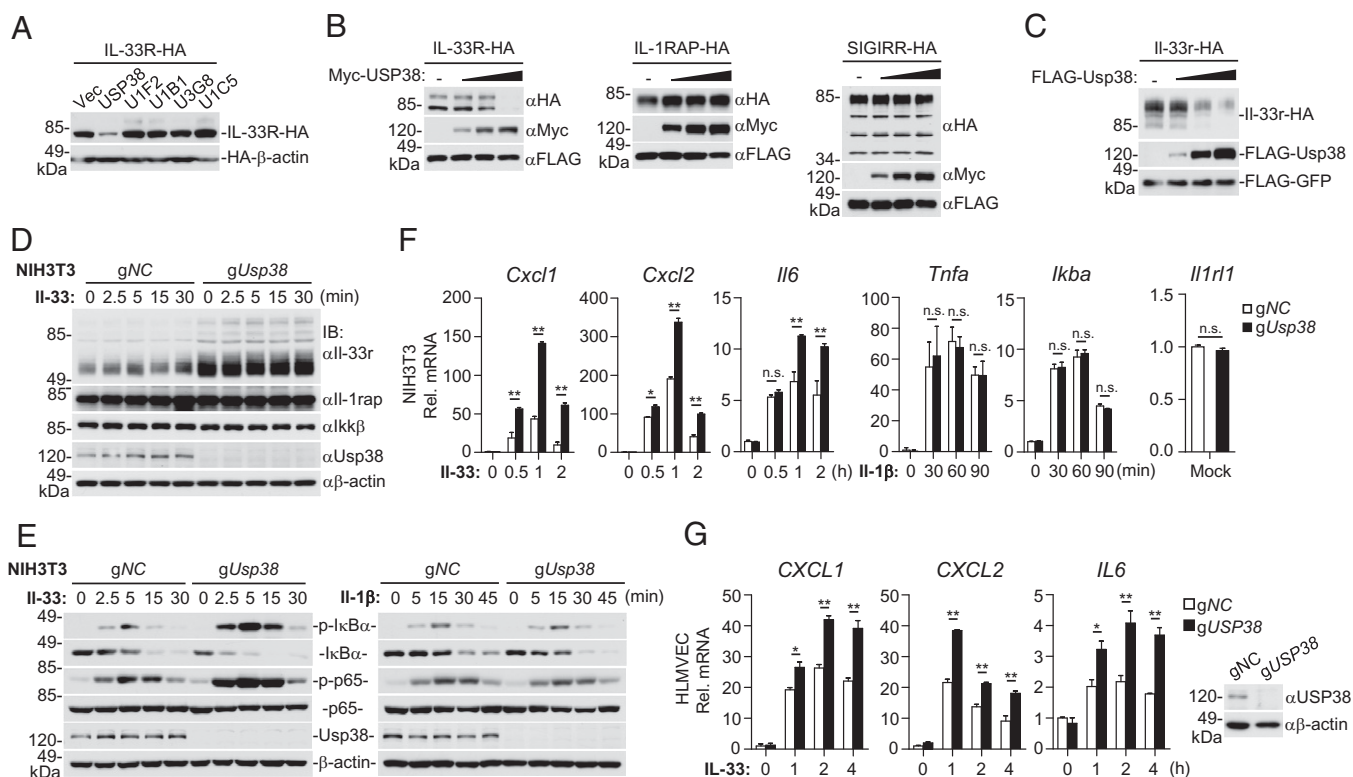 A
IL-33R-HA
Vec USP38 U1F2 U1B1 U3G8 U1C5
85- -IL-33R-HA
49- -HA-β-actin
kDa
B
IL-33R-HA IL-1RAP-HA SIGIRR-HA
Myc-USP38: - - -
85- αHA
120- αMyc
49- αFLAG
kDa
85- αHA
120- αMyc
49- αFLAG
kDa
85- αHA
34-
120- αMyc
49- αFLAG
kDa
C
Il-33r-HA
FLAG-Usp38: -
85- -Il-33r-HA
120- -FLAG-Usp38
49- -FLAG-GFP
kDa
D
NIH3T3 gNC gUsp38
Il-33: 0 2.5 5 15 30 0 2.5 5 15 30 (min)
IB:
85- αIl-33r
49-
85- αIl-1rap
85- αIkkβ
120- αUsp38
49- αβ-actin
kDa
E
NIH3T3 gNC gUsp38 gNC gUsp38
Il-33: 0 2.5 5 15 30 0 2.5 5 15 30 Il-1β: 0 5 15 30 45 0 5 15 30 45 (min)
49- -p-IκBα-
49- -IκBα-
85- -p-p65-
85- -p65-
120- -Usp38-
49- -β-actin-
kDa
F
Cxcl1 Cxcl2 Il6 Tnfa Ikba Il1rl1
NIH3T3
Rel. mRNA
200 150 100 50 0
** ** **
400 300 200 100 0
* ** **
15 10 5 0
n.s. ** **
100 80 60 40 20 0
n.s. n.s. n.s.
15 10 5 0
n.s. n.s. n.s.
1.5 1.0 0.5 0.0
n.s.
gNC
gUsp38
Il-33: 0 0.5 1 2 0 0.5 1 2 0 0.5 1 2 (h)
Il-1β: 0 30 60 90 0 30 60 90 (min)
Mock
G
CXCL1 CXCL2 IL6
HLMVEC
Rel. mRNA
50 40 30 20 10 0
* ** **
50 40 30 20 10 0
** ** **
5 4 3 2 1 0
* ** **
gNC
gUSP38
IL-33: 0 1 2 4 0 1 2 4 0 1 2 4 (h)
gNC gUSP38
120- αUSP38
49- αβ-actin
kDa